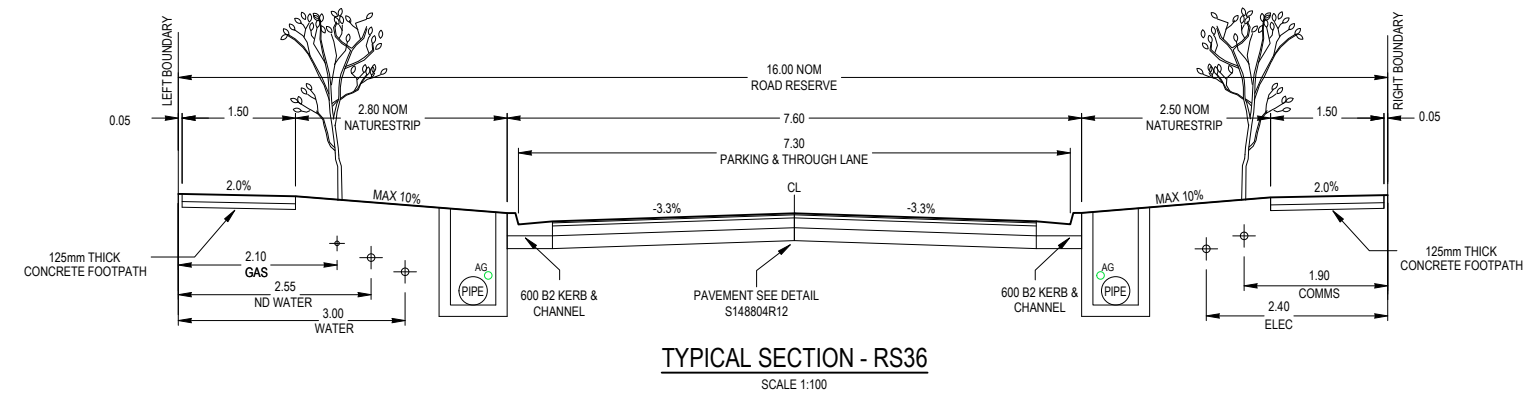 LEFT BOUNDARY
RIGHT BOUNDARY
16.00 NOM
ROAD RESERVE
0.05
1.50
2.80 NOM
NATURESTRIP
7.60
2.50 NOM
NATURESTRIP
1.50
0.05
7.30
PARKING & THROUGH LANE
2.0%
MAX 10%
-3.3%
CL
-3.3%
MAX 10%
2.0%
125mm THICK
CONCRETE FOOTPATH
2.10
GAS
2.55
ND WATER
3.00
WATER
AG
PIPE
600 B2 KERB &
CHANNEL
PAVEMENT SEE DETAIL
S148804R12
600 B2 KERB &
CHANNEL
AG
PIPE
1.90
COMMS
2.40
ELEC
125mm THICK
CONCRETE FOOTPATH
TYPICAL SECTION - RS36
SCALE 1:100